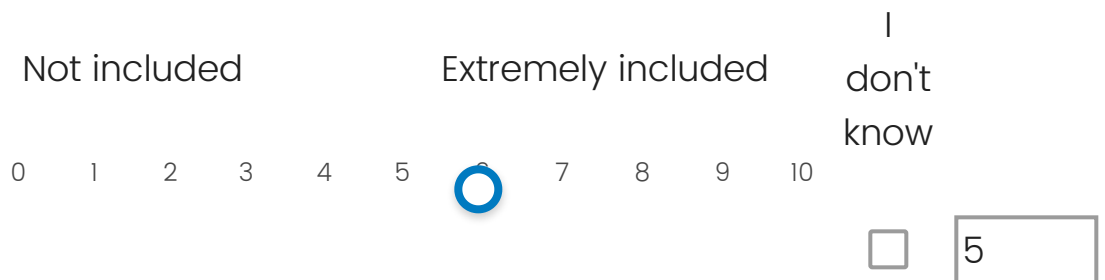 Not included Extremely included
I
don't
know
0 1 2 3 4 5 7 8 9 10
5